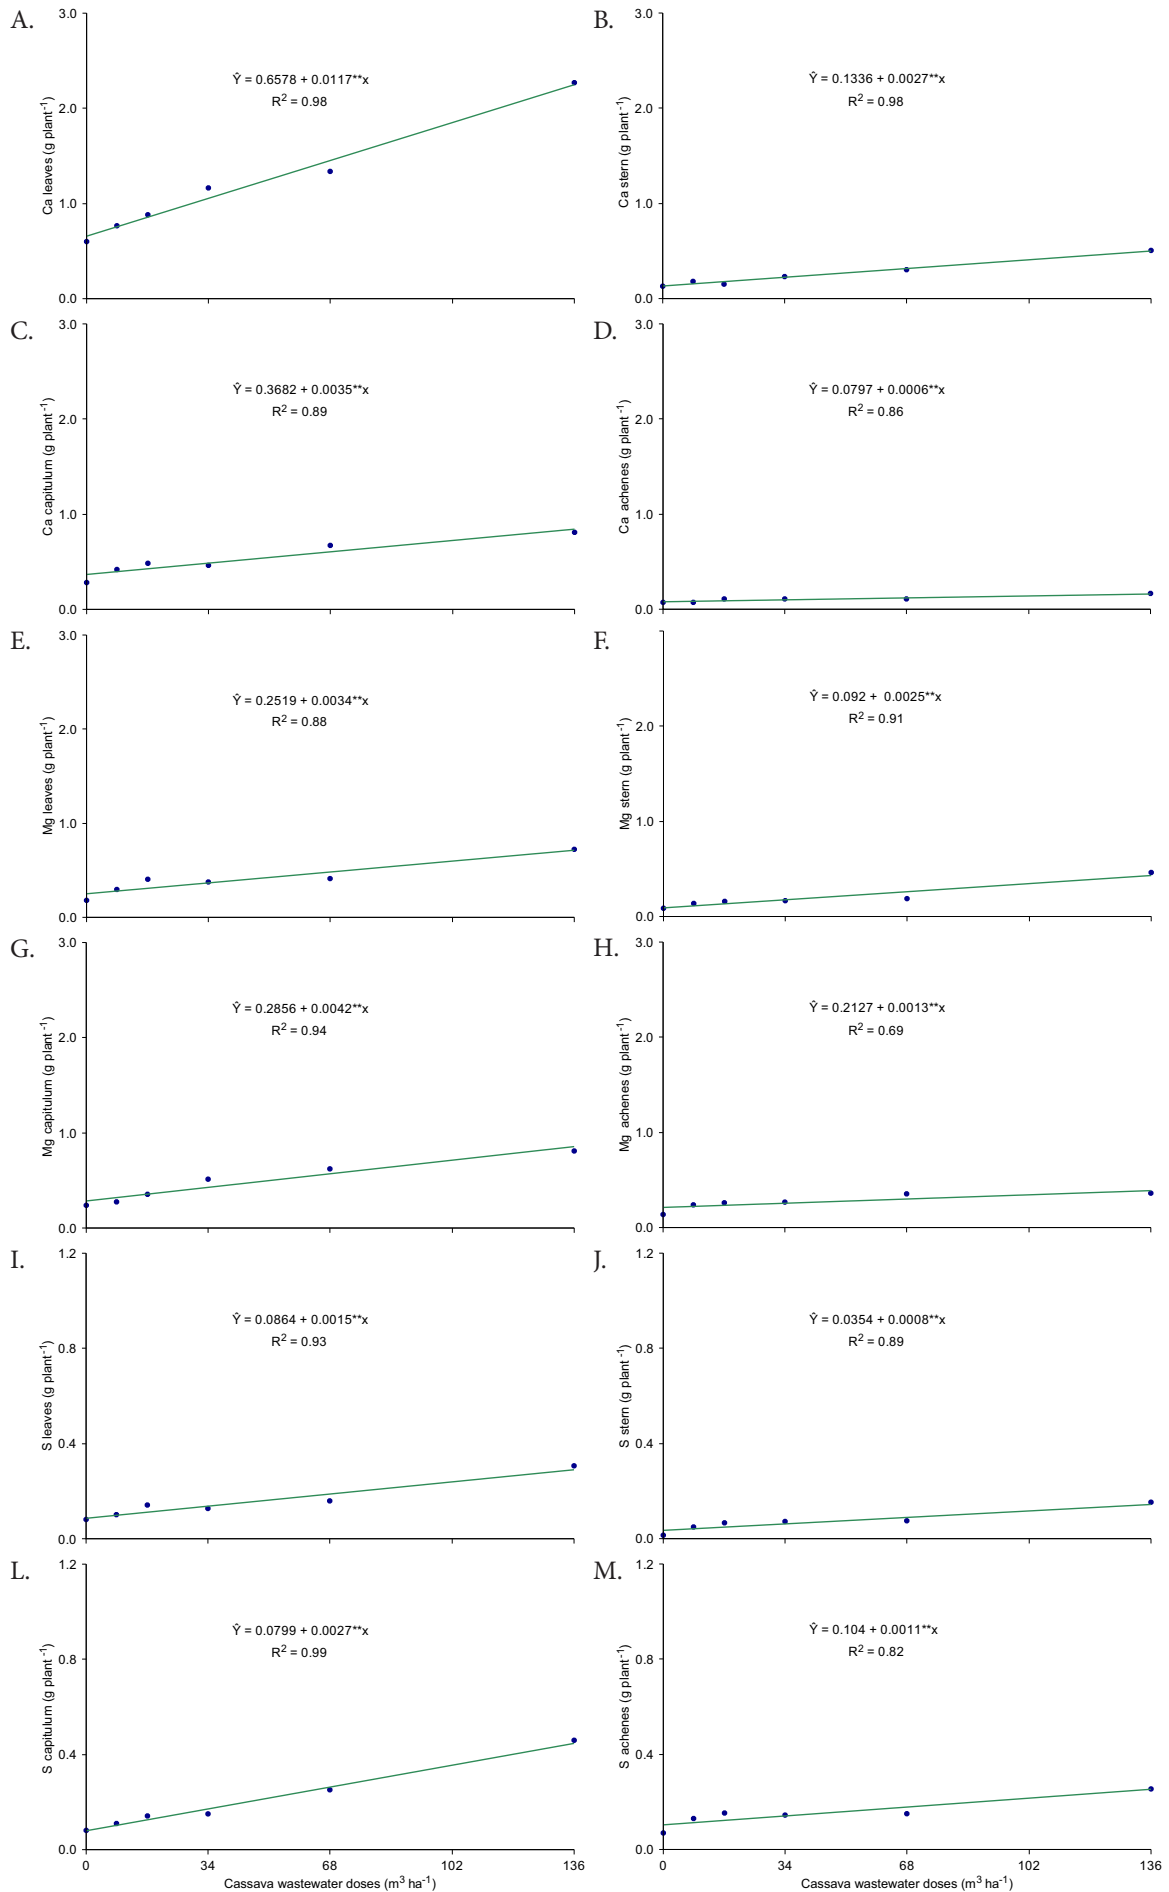 A.
3.0
2.0
1.0
0.0
Ca leaves (g plant⁻¹)
Ŷ = 0.6578 + 0.0117**x
R² = 0.98
B.
3.0
2.0
1.0
0.0
Ca stern (g plant⁻¹)
Ŷ = 0.1336 + 0.0027**x
R² = 0.98
C.
3.0
2.0
1.0
0.0
Ca capitulum (g plant⁻¹)
Ŷ = 0.3682 + 0.0035**x
R² = 0.89
D.
3.0
2.0
1.0
0.0
Ca achenes (g plant⁻¹)
Ŷ = 0.0797 + 0.0006**x
R² = 0.86
E.
3.0
2.0
1.0
0.0
Mg leaves (g plant⁻¹)
Ŷ = 0.2519 + 0.0034**x
R² = 0.88
F.
3.0
2.0
1.0
0.0
Mg stern (g plant⁻¹)
Ŷ = 0.092 + 0.0025**x
R² = 0.91
G.
3.0
2.0
1.0
0.0
Mg capitulum (g plant⁻¹)
Ŷ = 0.2856 + 0.0042**x
R² = 0.94
H.
3.0
2.0
1.0
0.0
Mg achenes (g plant⁻¹)
Ŷ = 0.2127 + 0.0013**x
R² = 0.69
I.
1.2
0.8
0.4
0.0
S leaves (g plant⁻¹)
Ŷ = 0.0864 + 0.0015**x
R² = 0.93
J.
1.2
0.8
0.4
0.0
S stern (g plant⁻¹)
Ŷ = 0.0354 + 0.0008**x
R² = 0.89
L.
1.2
0.8
0.4
0.0
S capitulum (g plant⁻¹)
Ŷ = 0.0799 + 0.0027**x
R² = 0.99
0 34 68 102 136
Cassava wastewater doses (m³ ha⁻¹)
M.
1.2
0.8
0.4
0.0
S achenes (g plant⁻¹)
Ŷ = 0.104 + 0.0011**x
R² = 0.82
0 34 68 102 136
Cassava wastewater doses (m³ ha⁻¹)